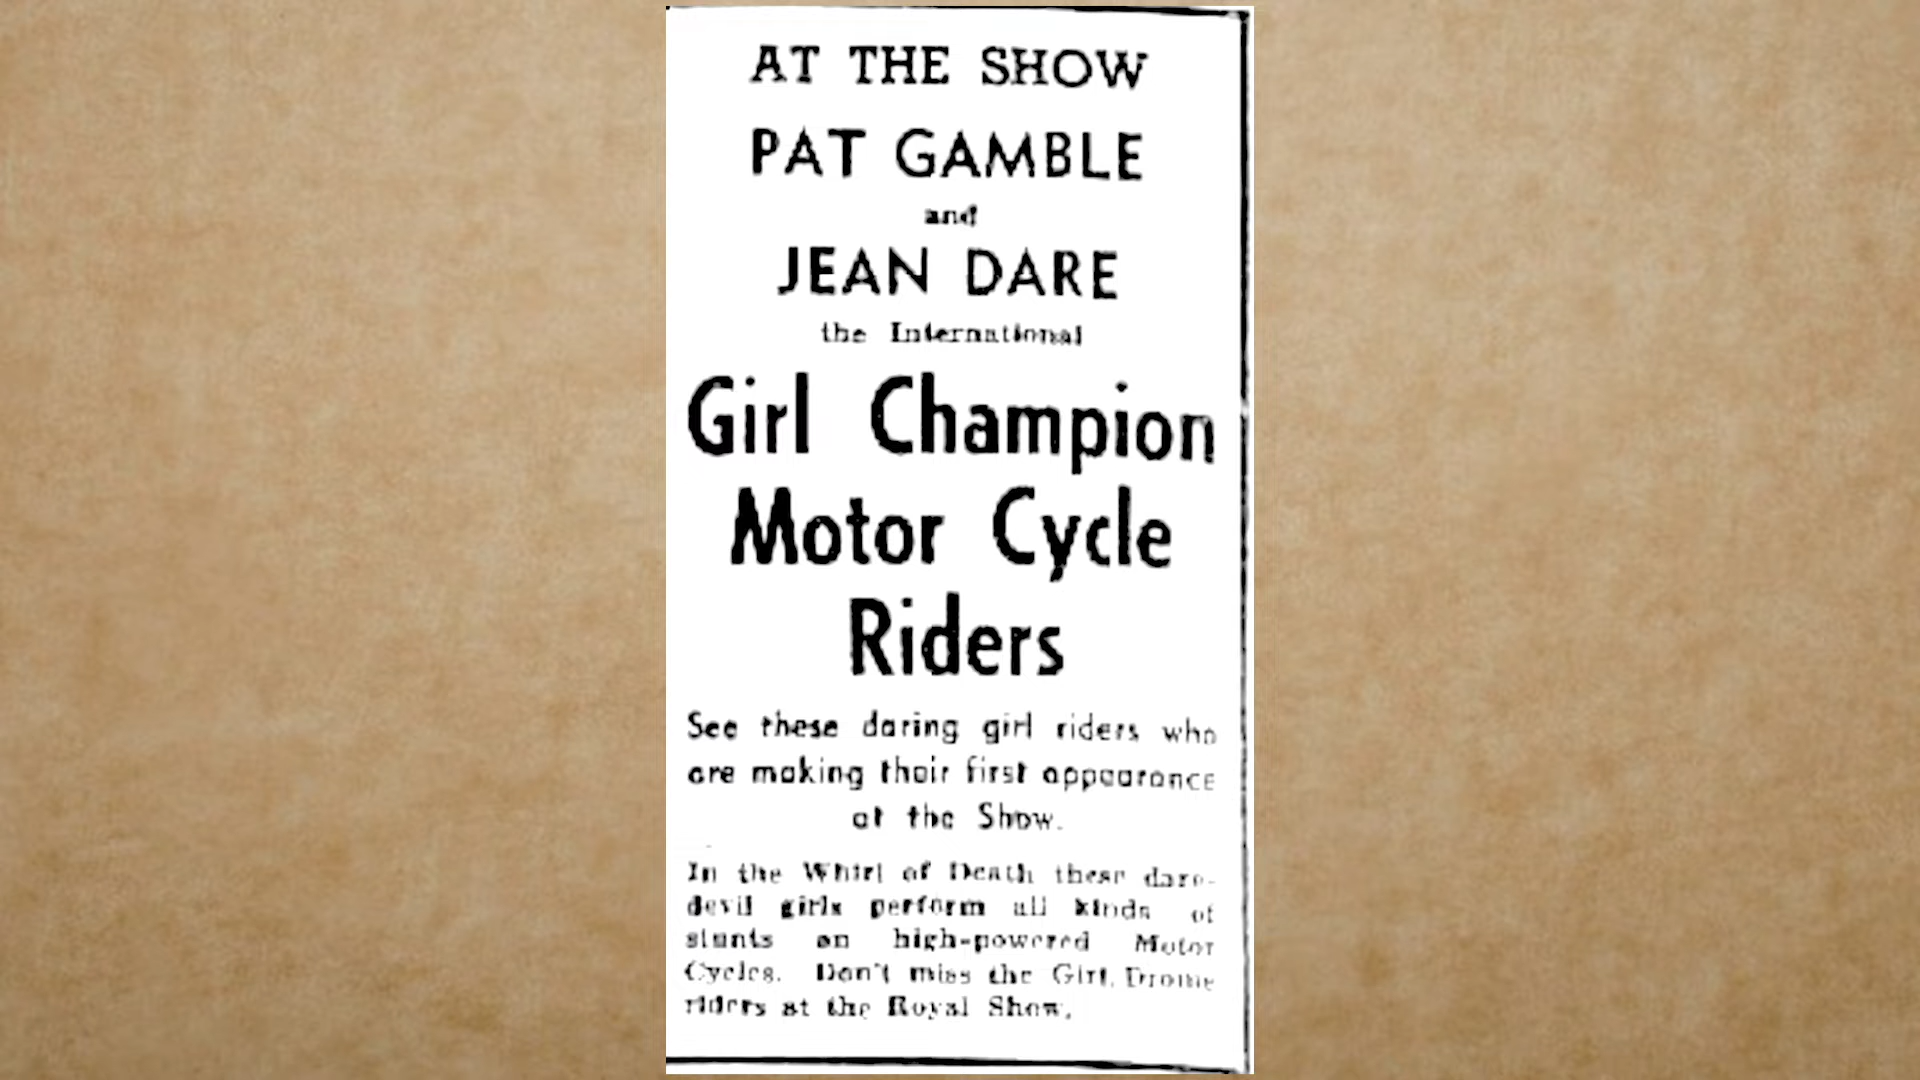 AT THE SHOW
PAT GAMBLE
and
JEAN DARE
the International
Girl Champion
Motor Cycle
Riders
See these daring girl riders who
are making their first appearance
at the Show.
In the Whirl of Death these dare-
devil girls perform all kinds of
stunts on high-powered Motor
Cycles. Don't miss the Girl Drome
riders at the Royal Show.